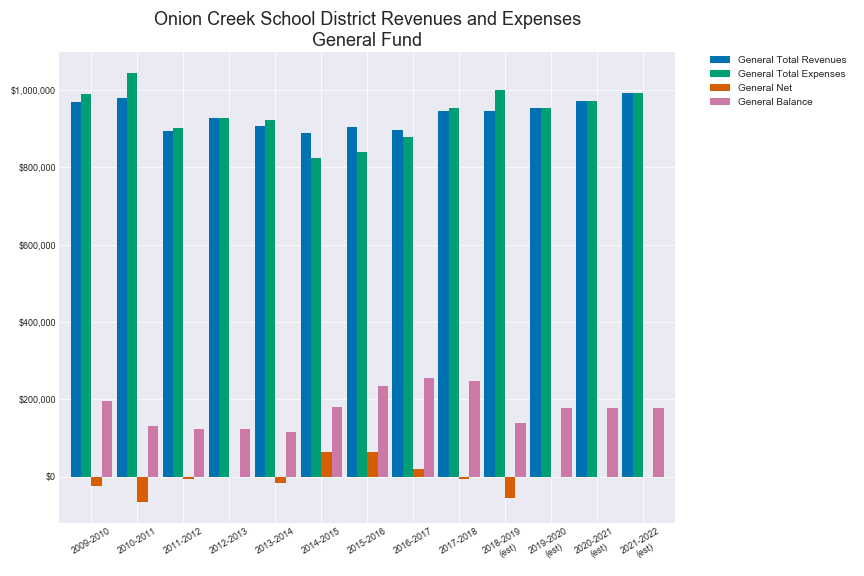 Onion Creek School District Revenues and Expenses
General Fund
General Total Revenues
General Total Expenses
General Net
General Balance
$1,000,000
$800,000
$600,000
$400,000
$200,000
$0
2009-2010
2010-2011
2011-2012
2012-2013
2013-2014
2014-2015
2015-2016
2016-2017
2017-2018
2018-2019
(est)
2019-2020
(est)
2020-2021
(est)
2021-2022
(est)